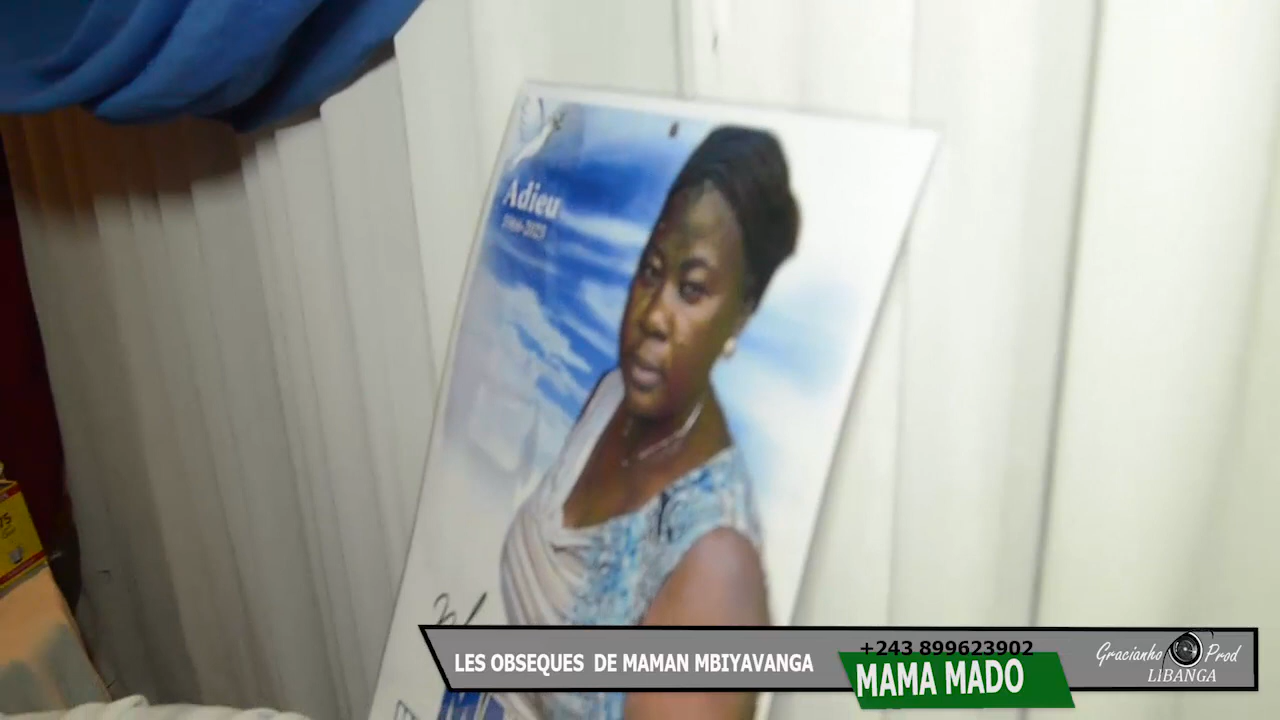 Adieu
LES OBSEQUES DE MAMAN MBIYAVANGA
+243 899623902
MAMA MADO
Gracianho Prod
LIBANGA